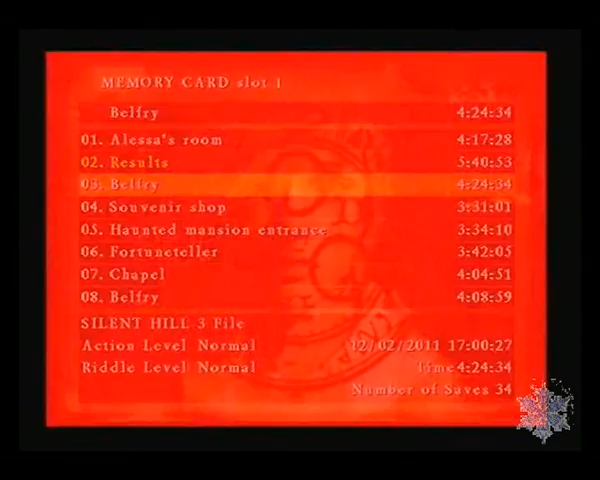 MEMORY CARD slot 1
Belfry 4:24:34
01. Alessa's room 4:17:28
02. Results 5:40:53
03. Belfry 4:24:34
04. Souvenir shop 3:31:01
05. Haunted mansion entrance 3:34:10
06. Fortuneteller 3:42:05
07. Chapel 4:04:51
08. Belfry 4:08:59
SILENT HILL 3 File
Action Level Normal 12/02/2011 17:00:27
Riddle Level Normal Time 4:24:34
Number of Saves 34